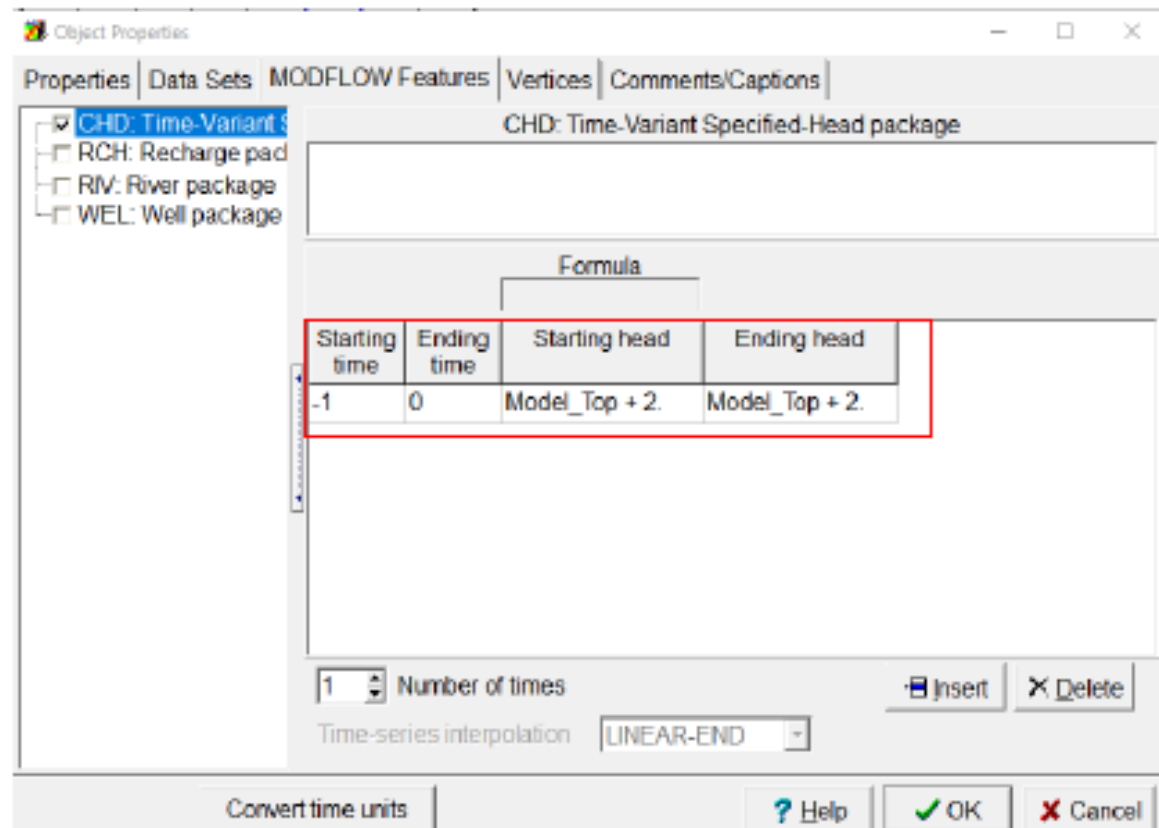 Object Properties
Properties Data Sets MODFLOW Features Vertices Comments/Captions
CHD: Time-Variant S
RCH: Recharge pac
RIV: River package
WEL: Well package
CHD: Time-Variant Specified-Head package
Formula
Starting time Ending time Starting head Ending head
-1 0 Model_Top + 2. Model_Top + 2.
1 Number of times
Insert Delete
Time-series interpolation LINEAR-END
Convert time units ? Help OK Cancel